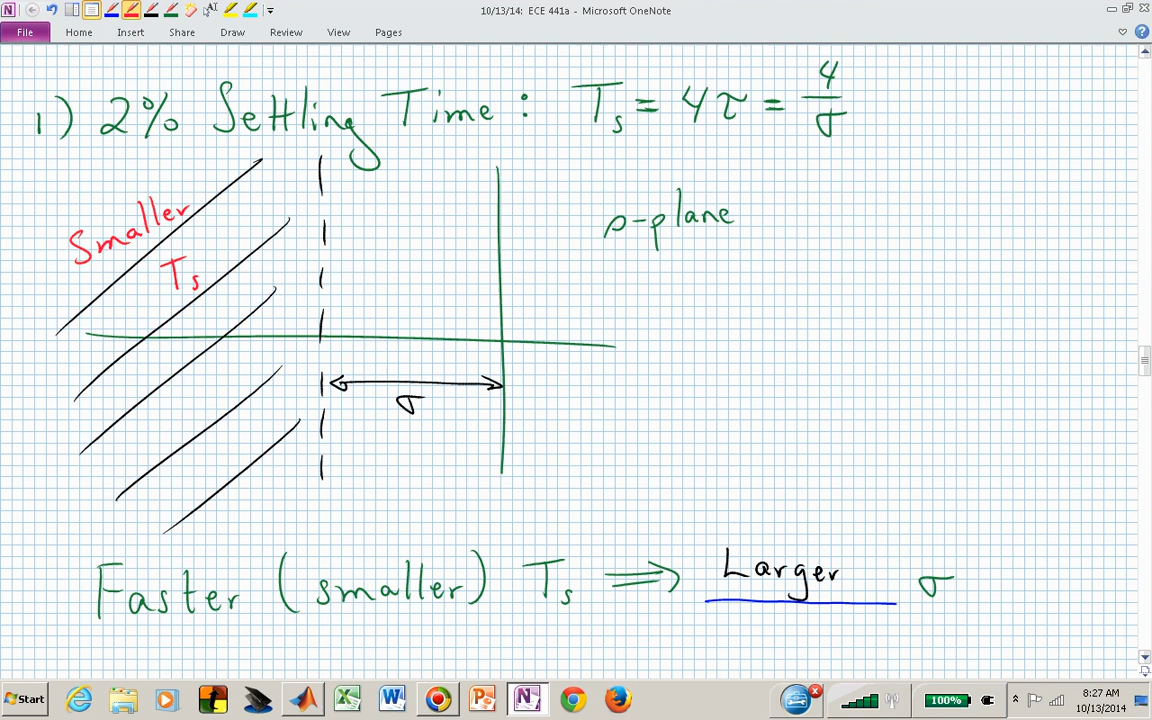 10/13/14: ECE 441a - Microsoft OneNote
File Home Insert Share Draw Review View Pages
1) 2% Settling Time: Ts = 4τ = 4/σ
s-plane
Smaller
Ts
σ
Faster (smaller) Ts ⟹ Larger σ
Start 100% 8:27 AM
10/13/2014